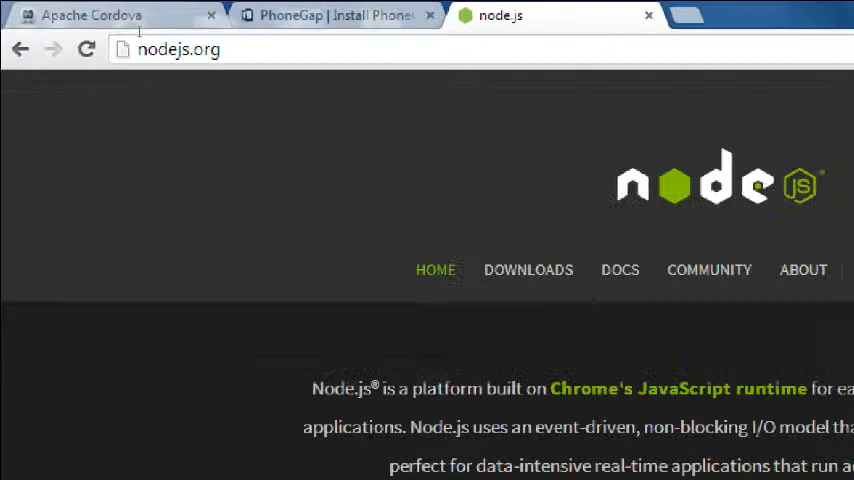 Apache Cordova
PhoneGap | Install Phone
node.js
nodejs.org
node JS
HOME DOWNLOADS DOCS COMMUNITY ABOUT
Node.js® is a platform built on Chrome's JavaScript runtime for ea
applications. Node.js uses an event-driven, non-blocking I/O model tha
perfect for data-intensive real-time applications that run a